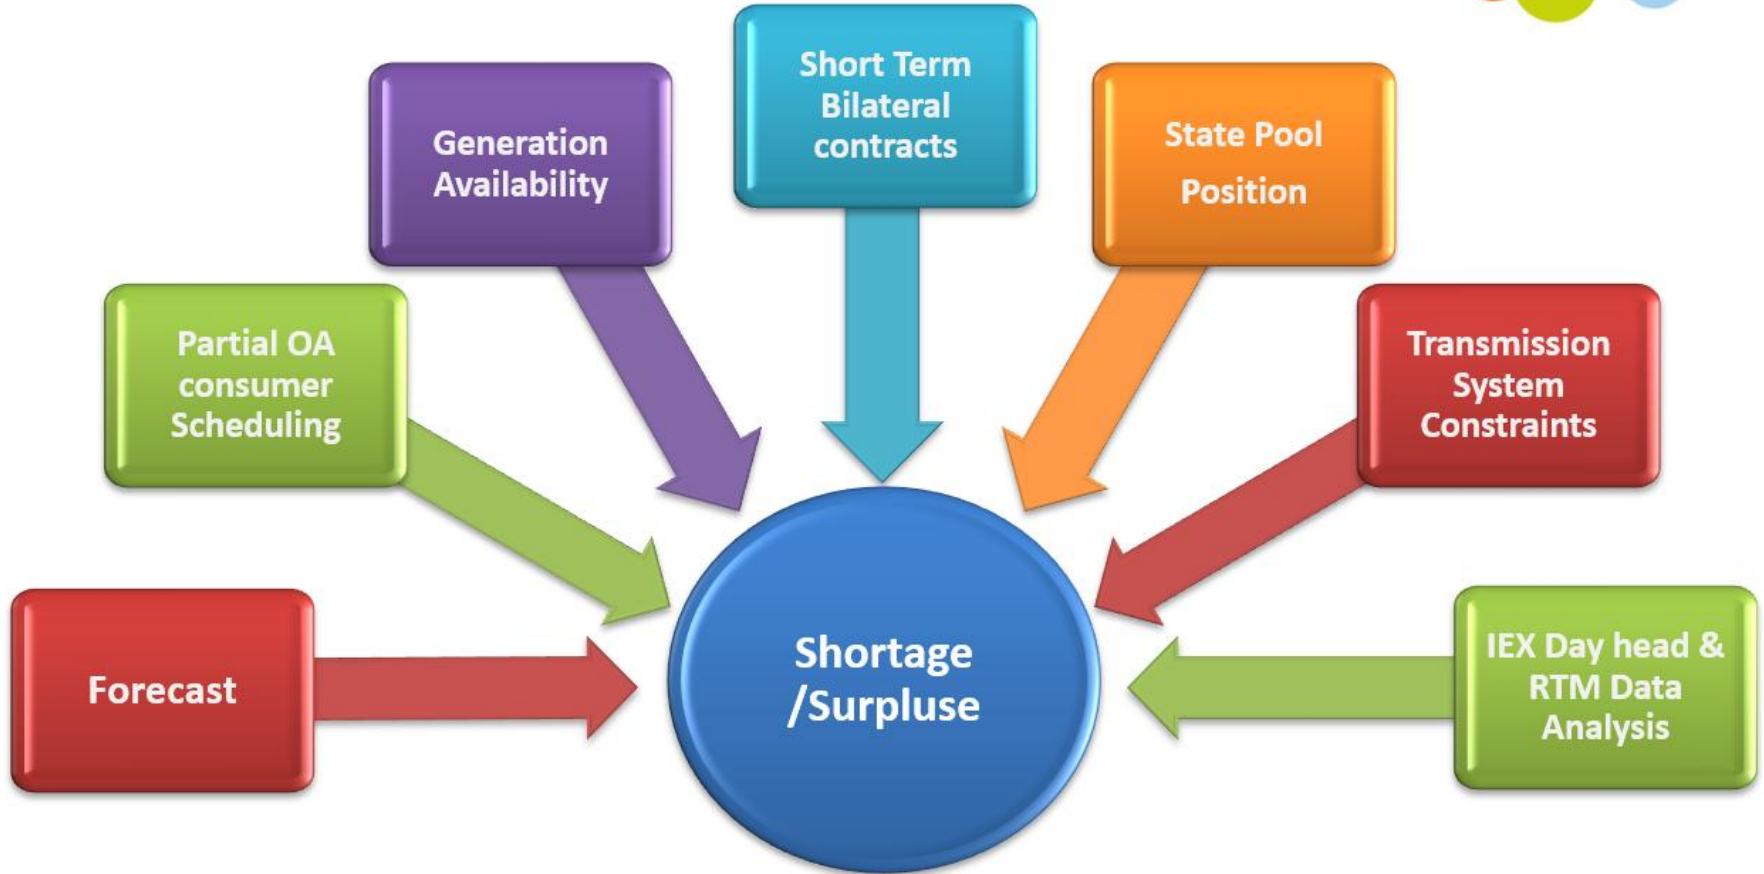 Short Term
Bilateral
contracts
Generation
Availability
State Pool
Position
Partial OA
consumer
Scheduling
Transmission
System
Constraints
Forecast
Shortage
/Surpluse
IEX Day head &
RTM Data
Analysis